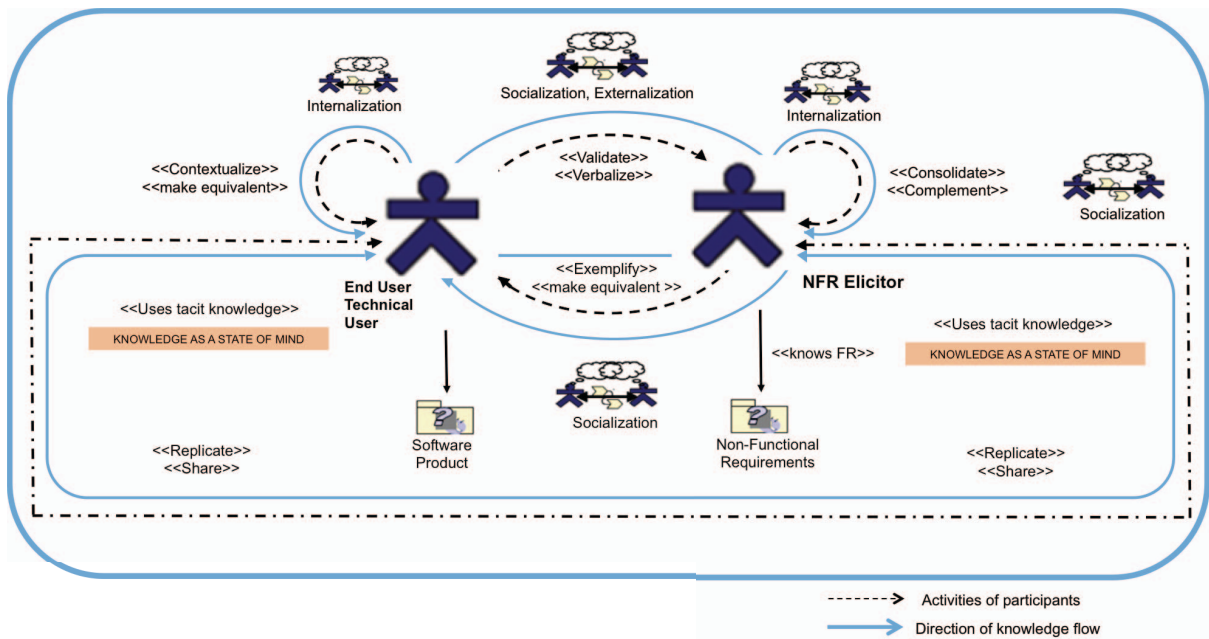 Socialization, Externalization
Internalization
Internalization
<<Contextualize>>
<<make equivalent>>
<<Validate>>
<<Verbalize>>
<<Consolidate>>
<<Complement>>
Socialization
<<Exemplify>>
<<make equivalent >>
End User
Technical
User
NFR Elicitor
<<Uses tacit knowledge>>
KNOWLEDGE AS A STATE OF MIND
<<knows FR>>
<<Uses tacit knowledge>>
KNOWLEDGE AS A STATE OF MIND
Socialization
Software
Product
Non-Functional
Requirements
<<Replicate>>
<<Share>>
<<Replicate>>
<<Share>>
Activities of participants
Direction of knowledge flow